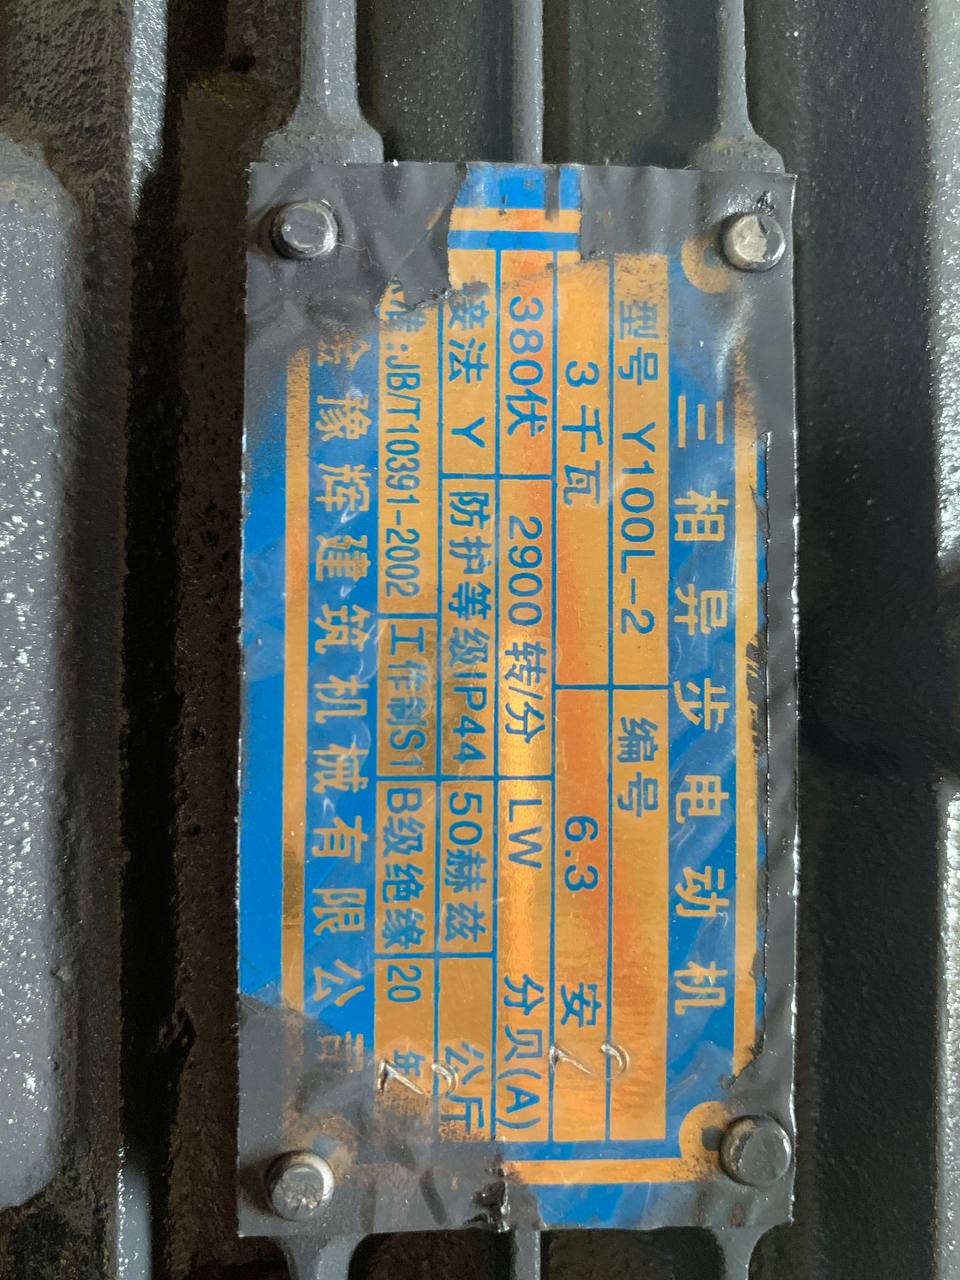 三相异步电动机
型号 Y100L-2 编号
3千瓦 6.3 安
380伏 2900转/分 LW 分贝(A)
接法 Y 防护等级IP44 50赫兹 公斤
准:JB/T10391-2002 工作制S1 B级绝缘 20 年
豫辉建筑机械有限公司